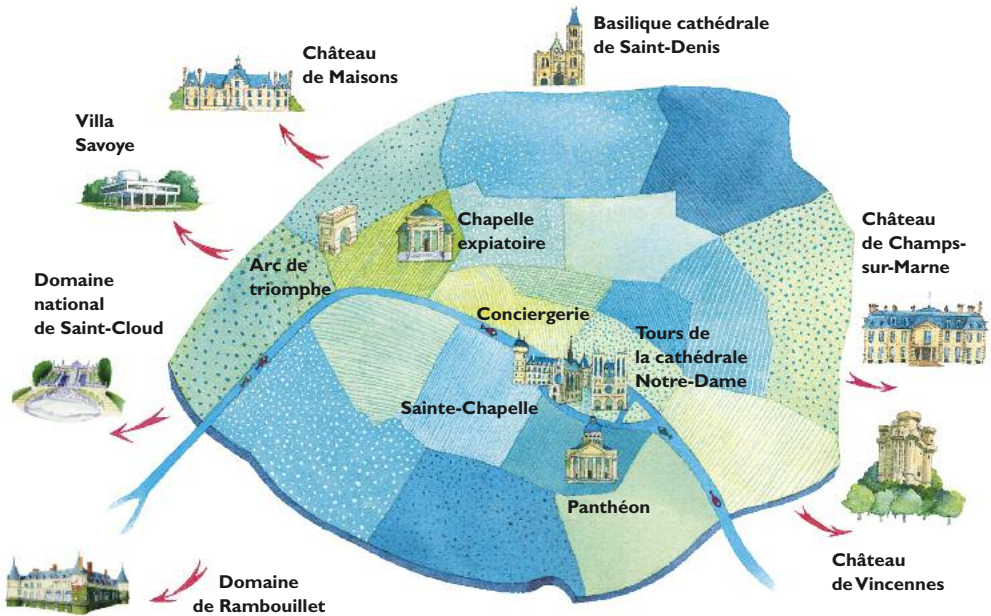 Basilique cathédrale
de Saint-Denis
Château
de Maisons
Villa
Savoye
Chapelle
expiatoire
Château
de Champs-
sur-Marne
Arc de
triomphe
Domaine
national
de Saint-Cloud
Conciergerie
Tours de
la cathédrale
Notre-Dame
Sainte-Chapelle
Panthéon
Château
de Vincennes
Domaine
de Rambouillet